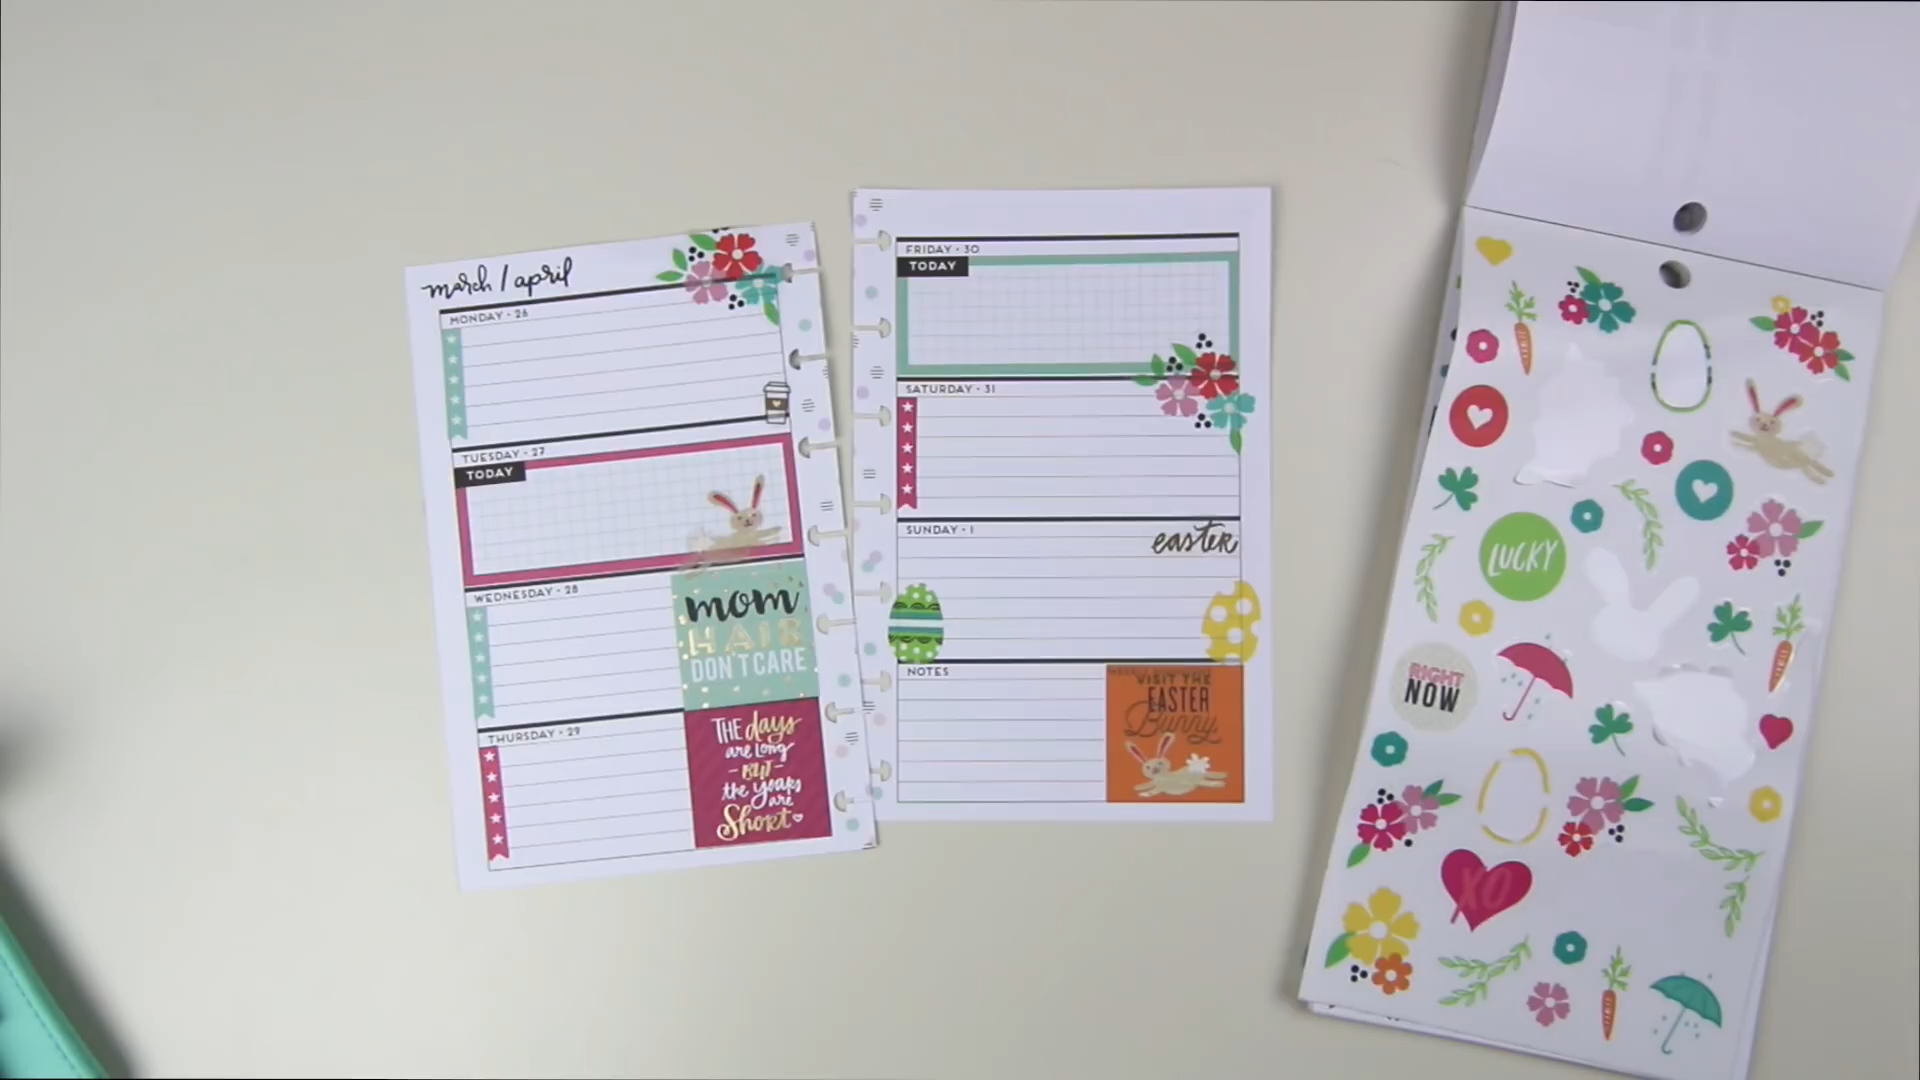 march / april
MONDAY · 26
TUESDAY · 27
TODAY
WEDNESDAY · 28
mom
HAIR
DON'T CARE
THURSDAY · 29
THE days
are long
-BUT-
the years
are
Short
FRIDAY · 30
TODAY
SATURDAY · 31
SUNDAY · 1
easter
NOTES
VISIT THE
EASTER
Bunny
LUCKY
RIGHT
NOW
XO